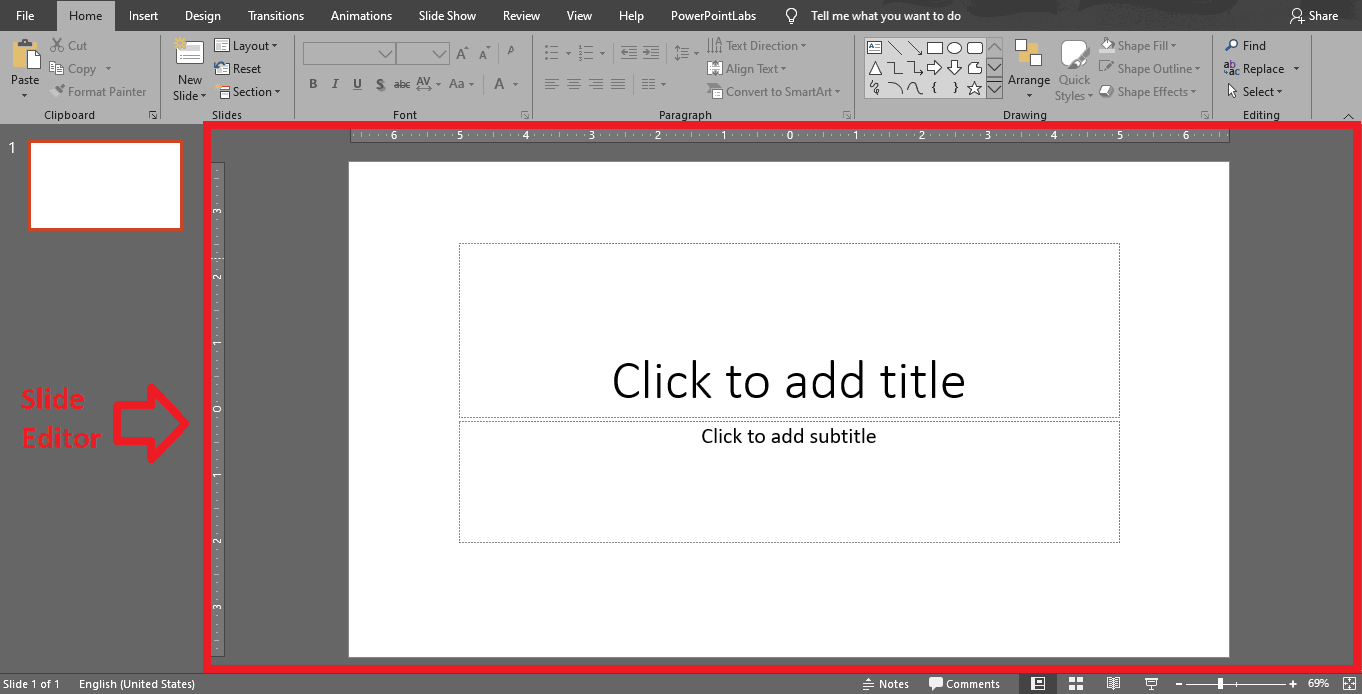 File Home Insert Design Transitions Animations Slide Show Review View Help PowerPointLabs Tell me what you want to do Share
Paste
Cut
Copy
Format Painter
Clipboard
New
Slide
Layout
Reset
Section
Slides
A A
B I U S abc AV Aa A
Font
Text Direction
Align Text
Convert to SmartArt
Paragraph
Arrange
Quick
Styles
Shape Fill
Shape Outline
Shape Effects
Drawing
Find
Replace
Select
Editing
1
6 5 4 3 2 1 0 1 2 3 4 5 6
3
2
1
0
1
2
3
Slide
Editor
Click to add title
Click to add subtitle
Slide 1 of 1 English (United States) Notes Comments 69%